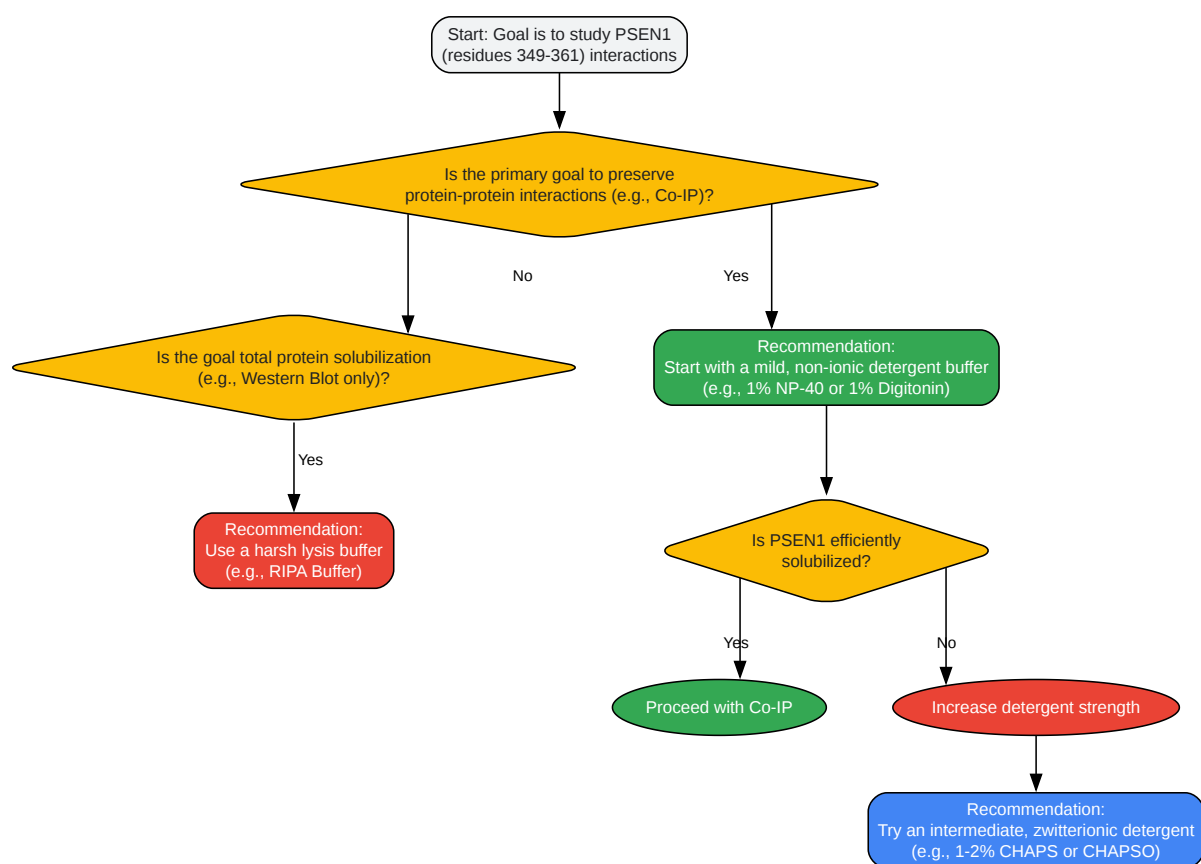 Start: Goal is to study PSEN1
(residues 349-361) interactions
Is the primary goal to preserve
protein-protein interactions (e.g., Co-IP)?
No
Yes
Is the goal total protein solubilization
(e.g., Western Blot only)?
Recommendation:
Start with a mild, non-ionic detergent buffer
(e.g., 1% NP-40 or 1% Digitonin)
Yes
Recommendation:
Use a harsh lysis buffer
(e.g., RIPA Buffer)
Is PSEN1 efficiently
solubilized?
Yes
No
Proceed with Co-IP
Increase detergent strength
Recommendation:
Try an intermediate, zwitterionic detergent
(e.g., 1-2% CHAPS or CHAPSO)